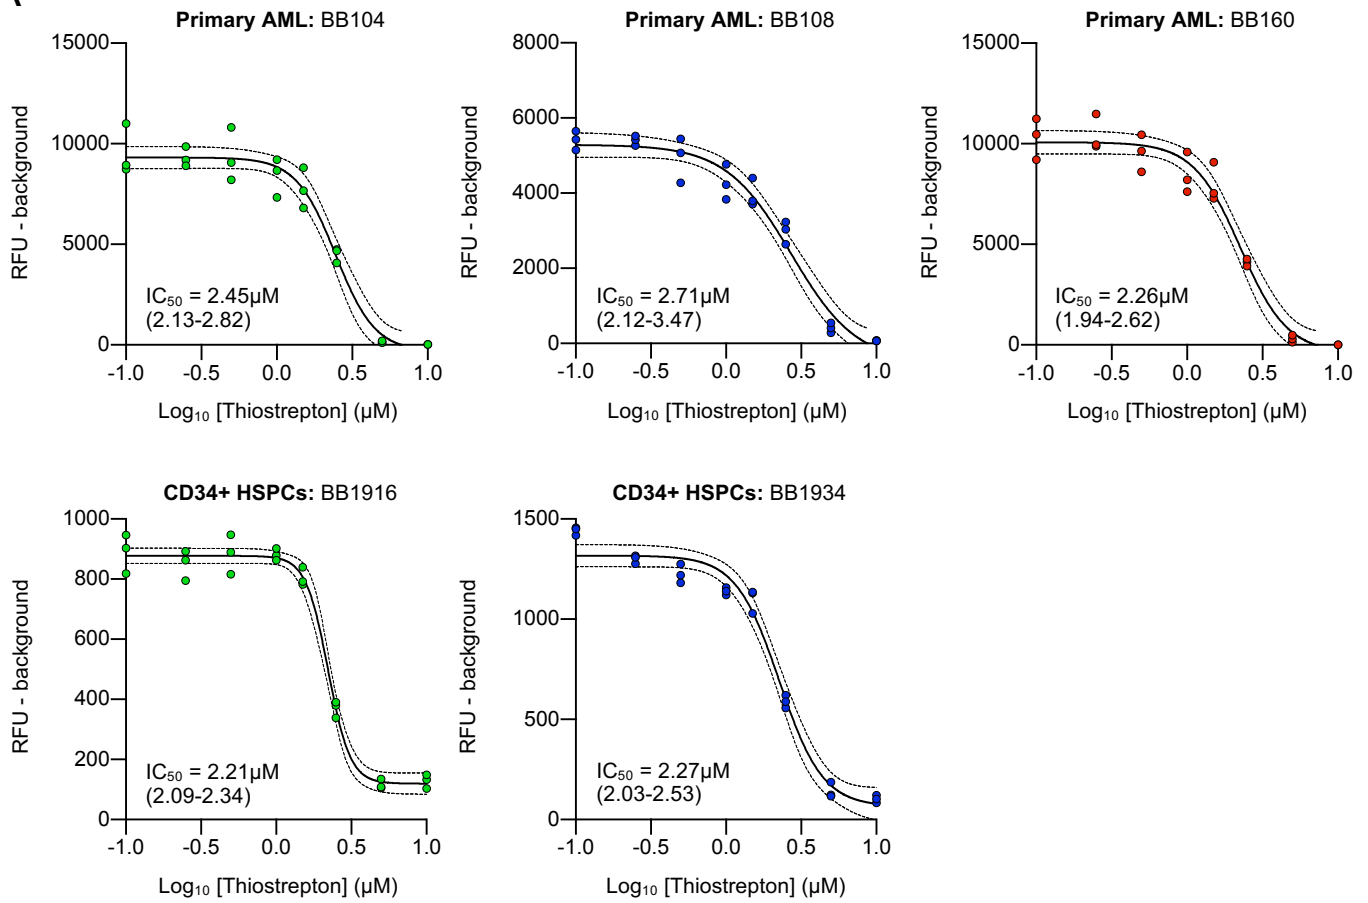 Primary AML: BB104
15000
10000
5000
0
RFU - background
IC₅₀ = 2.45µM
(2.13-2.82)
-1.0 -0.5 0.0 0.5 1.0
Log₁₀ [Thiostrepton] (µM)
Primary AML: BB108
8000
6000
4000
2000
0
RFU - background
IC₅₀ = 2.71µM
(2.12-3.47)
-1.0 -0.5 0.0 0.5 1.0
Log₁₀ [Thiostrepton] (µM)
Primary AML: BB160
15000
10000
5000
0
RFU - background
IC₅₀ = 2.26µM
(1.94-2.62)
-1.0 -0.5 0.0 0.5 1.0
Log₁₀ [Thiostrepton] (µM)
CD34+ HSPCs: BB1916
1000
800
600
400
200
0
RFU - background
IC₅₀ = 2.21µM
(2.09-2.34)
-1.0 -0.5 0.0 0.5 1.0
Log₁₀ [Thiostrepton] (µM)
CD34+ HSPCs: BB1934
1500
1000
500
0
RFU - background
IC₅₀ = 2.27µM
(2.03-2.53)
-1.0 -0.5 0.0 0.5 1.0
Log₁₀ [Thiostrepton] (µM)